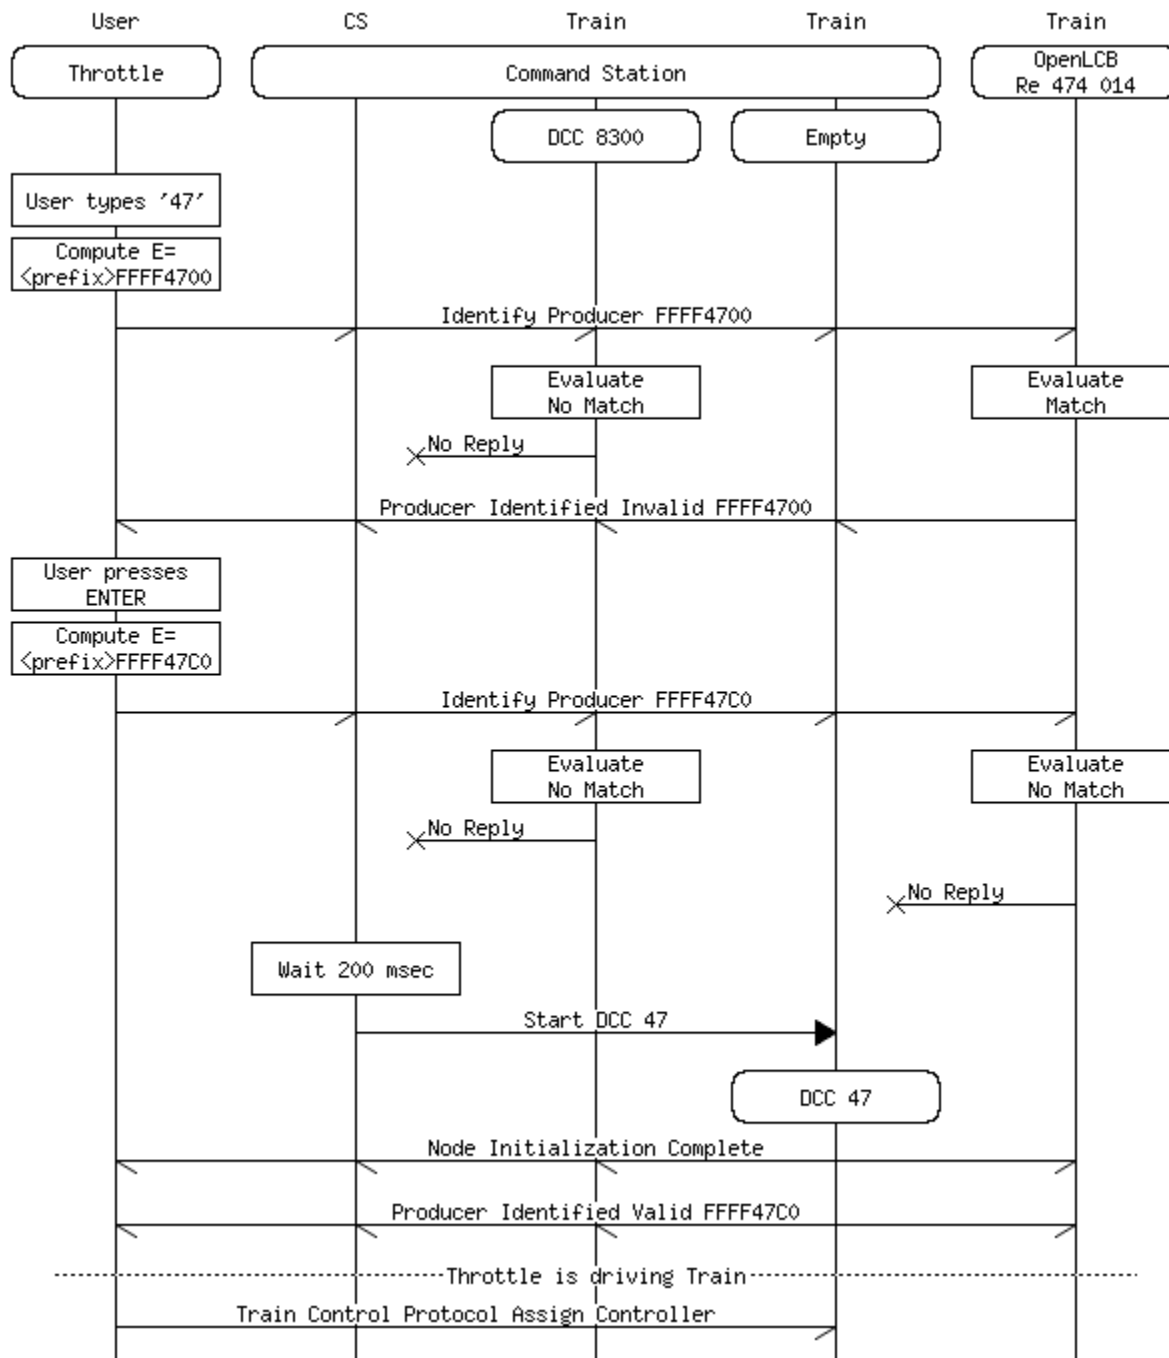 User CS Train Train Train
Throttle Command Station OpenLCB
Re 474 014
DCC 8300 Empty
User types '47'
Compute E=
<prefix>FFFF4700
Identify Producer FFFF4700
Evaluate Evaluate
No Match Match
No Reply
Producer Identified Invalid FFFF4700
User presses
ENTER
Compute E=
<prefix>FFFF47C0
Identify Producer FFFF47C0
Evaluate Evaluate
No Match No Match
No Reply
No Reply
Wait 200 msec
Start DCC 47
DCC 47
Node Initialization Complete
Producer Identified Valid FFFF47C0
Throttle is driving Train
Train Control Protocol Assign Controller